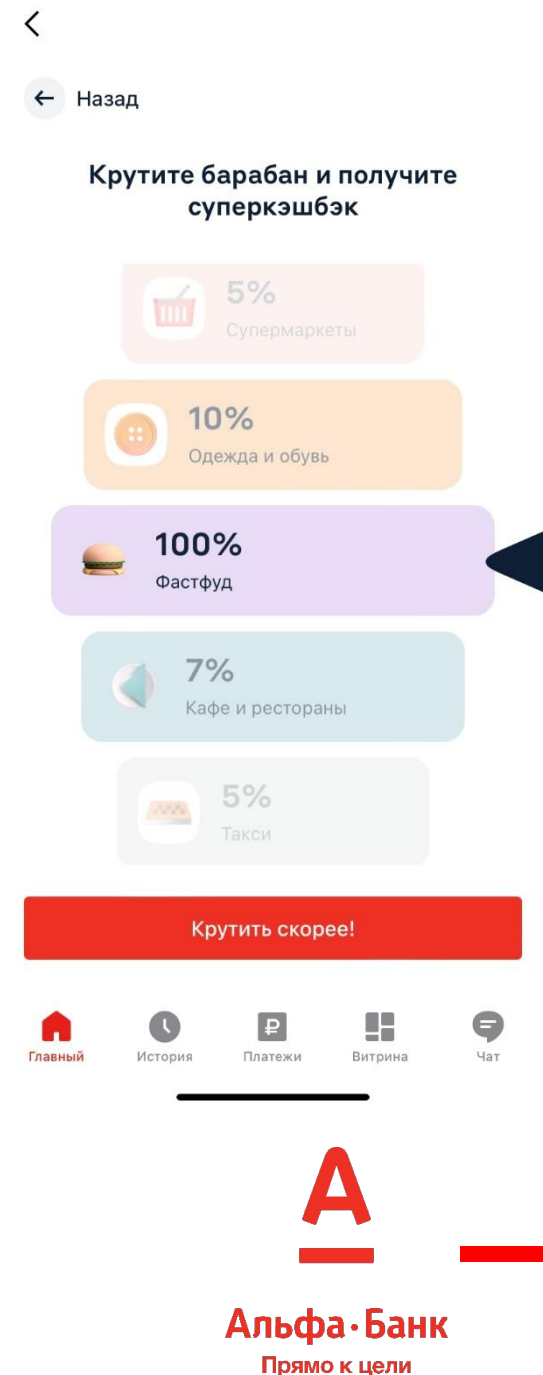 Назад
Крутите барабан и получите
суперкэшбэк
5%
Супермаркеты
10%
Одежда и обувь
100%
Фастфуд
7%
Кафе и рестораны
5%
Такси
Крутить скорее!
Главный История Платежи Витрина Чат
Альфа·Банк
Прямо к цели